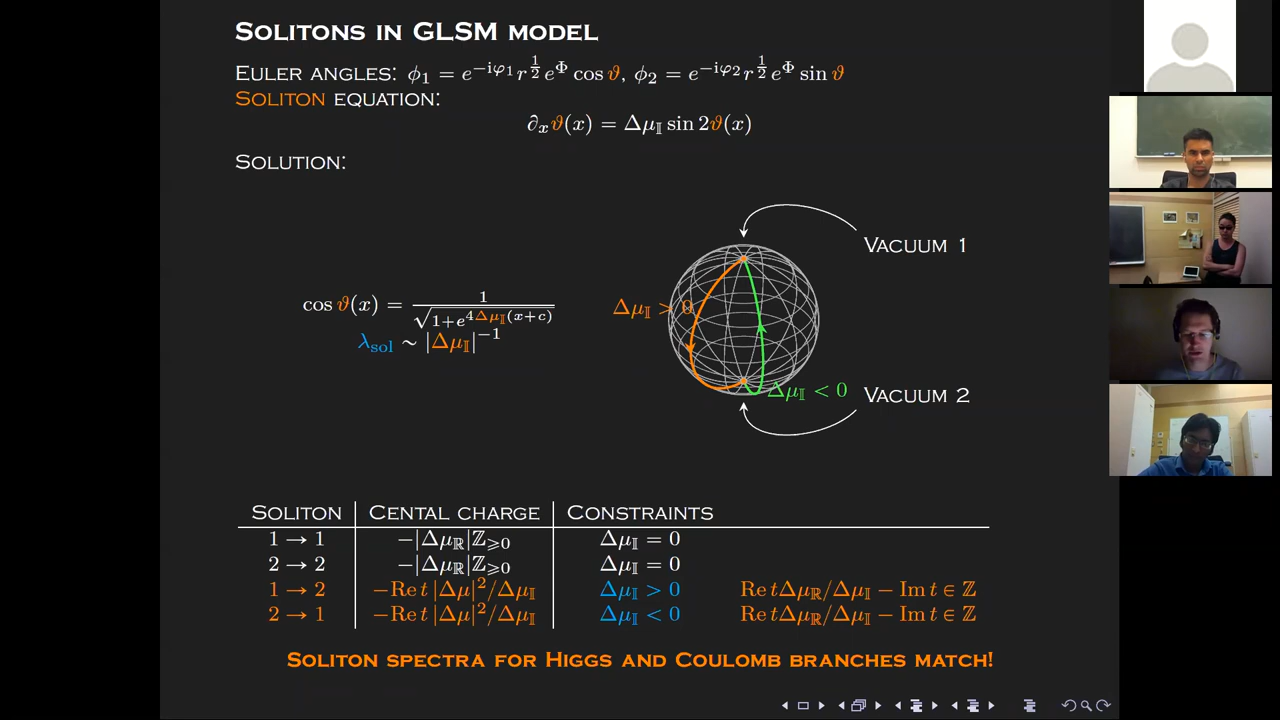 Solitons in GLSM model
Euler angles: ϕ₁ = e^{−iφ₁} r^{1/2} e^Φ cos ϑ, ϕ₂ = e^{−iφ₂} r^{1/2} e^Φ sin ϑ
Soliton equation:
∂ₓϑ(x) = Δμ_𝕀 sin 2ϑ(x)
Solution:
Vacuum 1
cos ϑ(x) = 1/√(1+e^{4Δμ_𝕀(x+c)})
λ_sol ∼ |Δμ_𝕀|^{−1}
Δμ_𝕀 > 0
Δμ_𝕀 < 0
Vacuum 2
Soliton Cental charge Constraints
1 → 1 −|Δμ_ℝ|ℤ_{⩾0} Δμ_𝕀 = 0
2 → 2 −|Δμ_ℝ|ℤ_{⩾0} Δμ_𝕀 = 0
1 → 2 −Re t |Δμ|²/Δμ_𝕀 Δμ_𝕀 > 0 Re tΔμ_ℝ/Δμ_𝕀 − Im t ∈ ℤ
2 → 1 −Re t |Δμ|²/Δμ_𝕀 Δμ_𝕀 < 0 Re tΔμ_ℝ/Δμ_𝕀 − Im t ∈ ℤ
Soliton spectra for Higgs and Coulomb branches match!